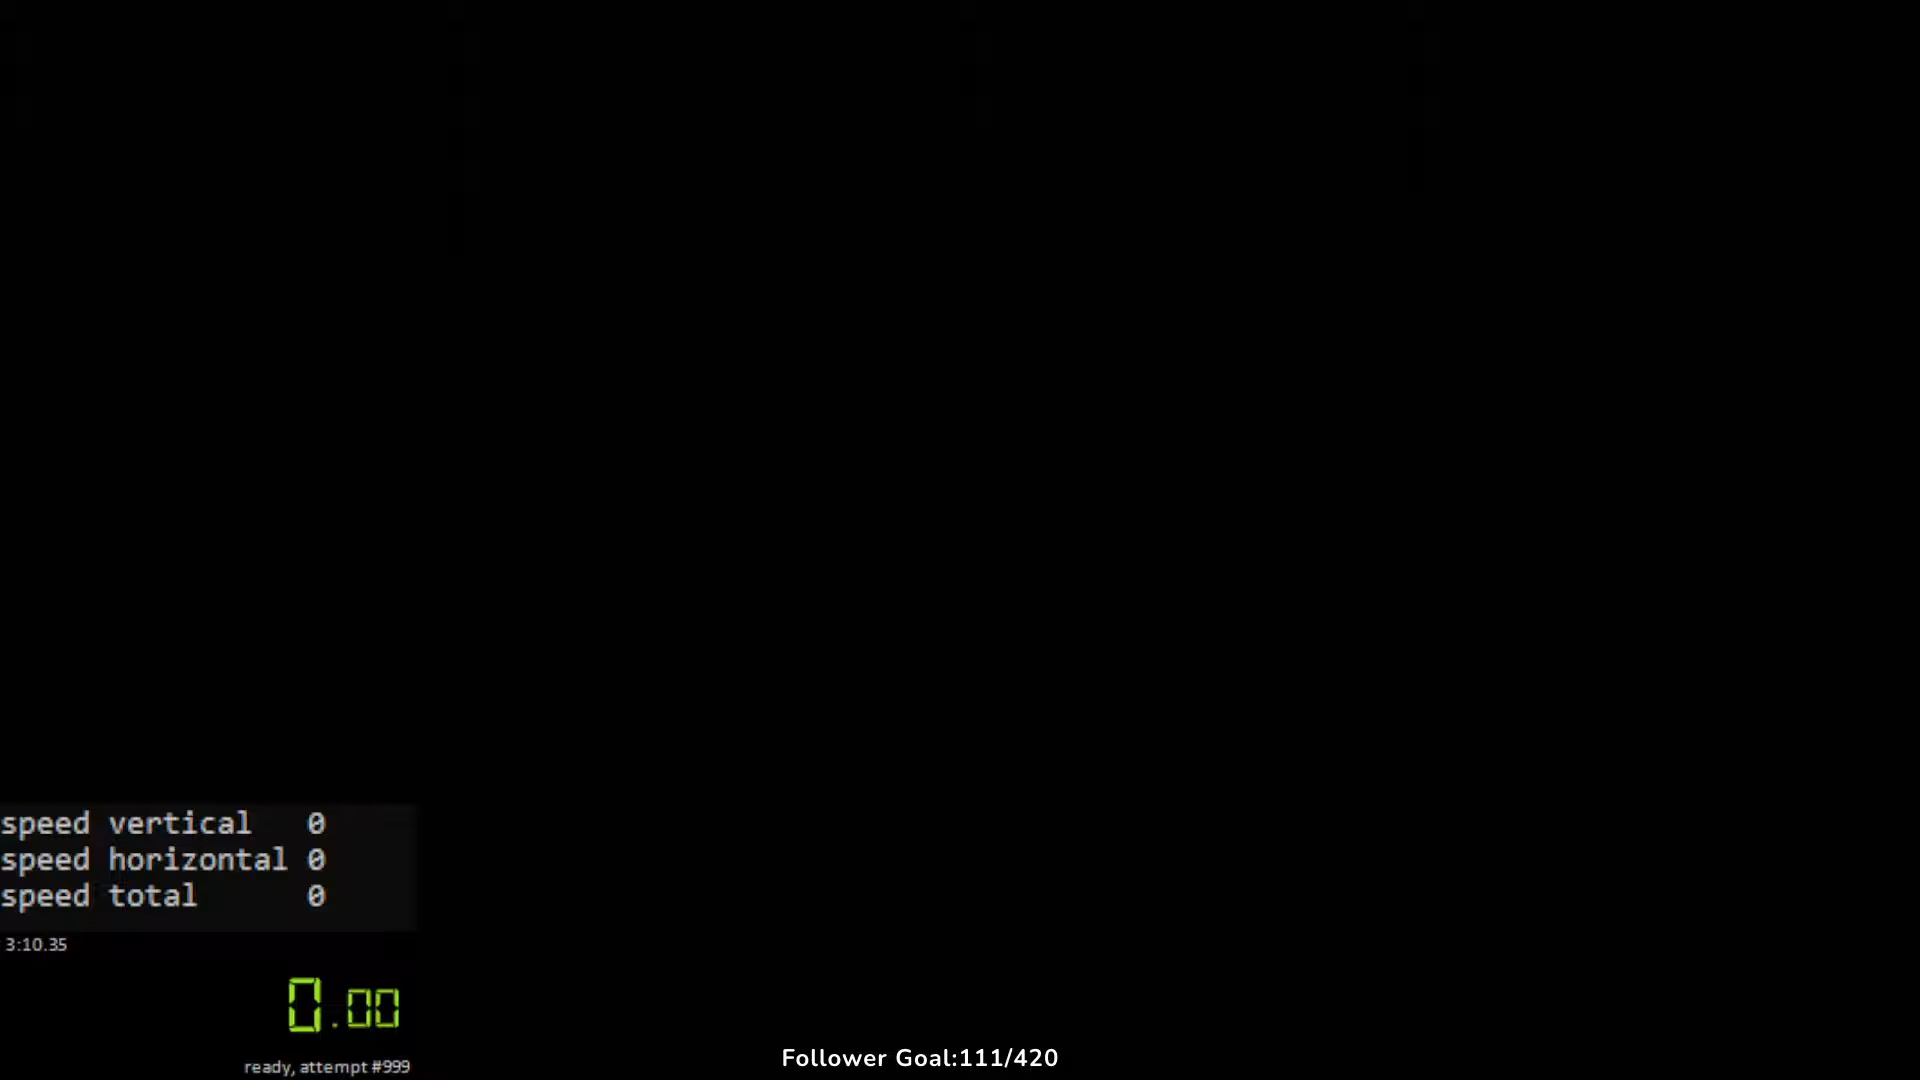 speed vertical 0
speed horizontal 0
speed total 0
3:10.35
0.00
ready, attempt #999
Follower Goal:111/420